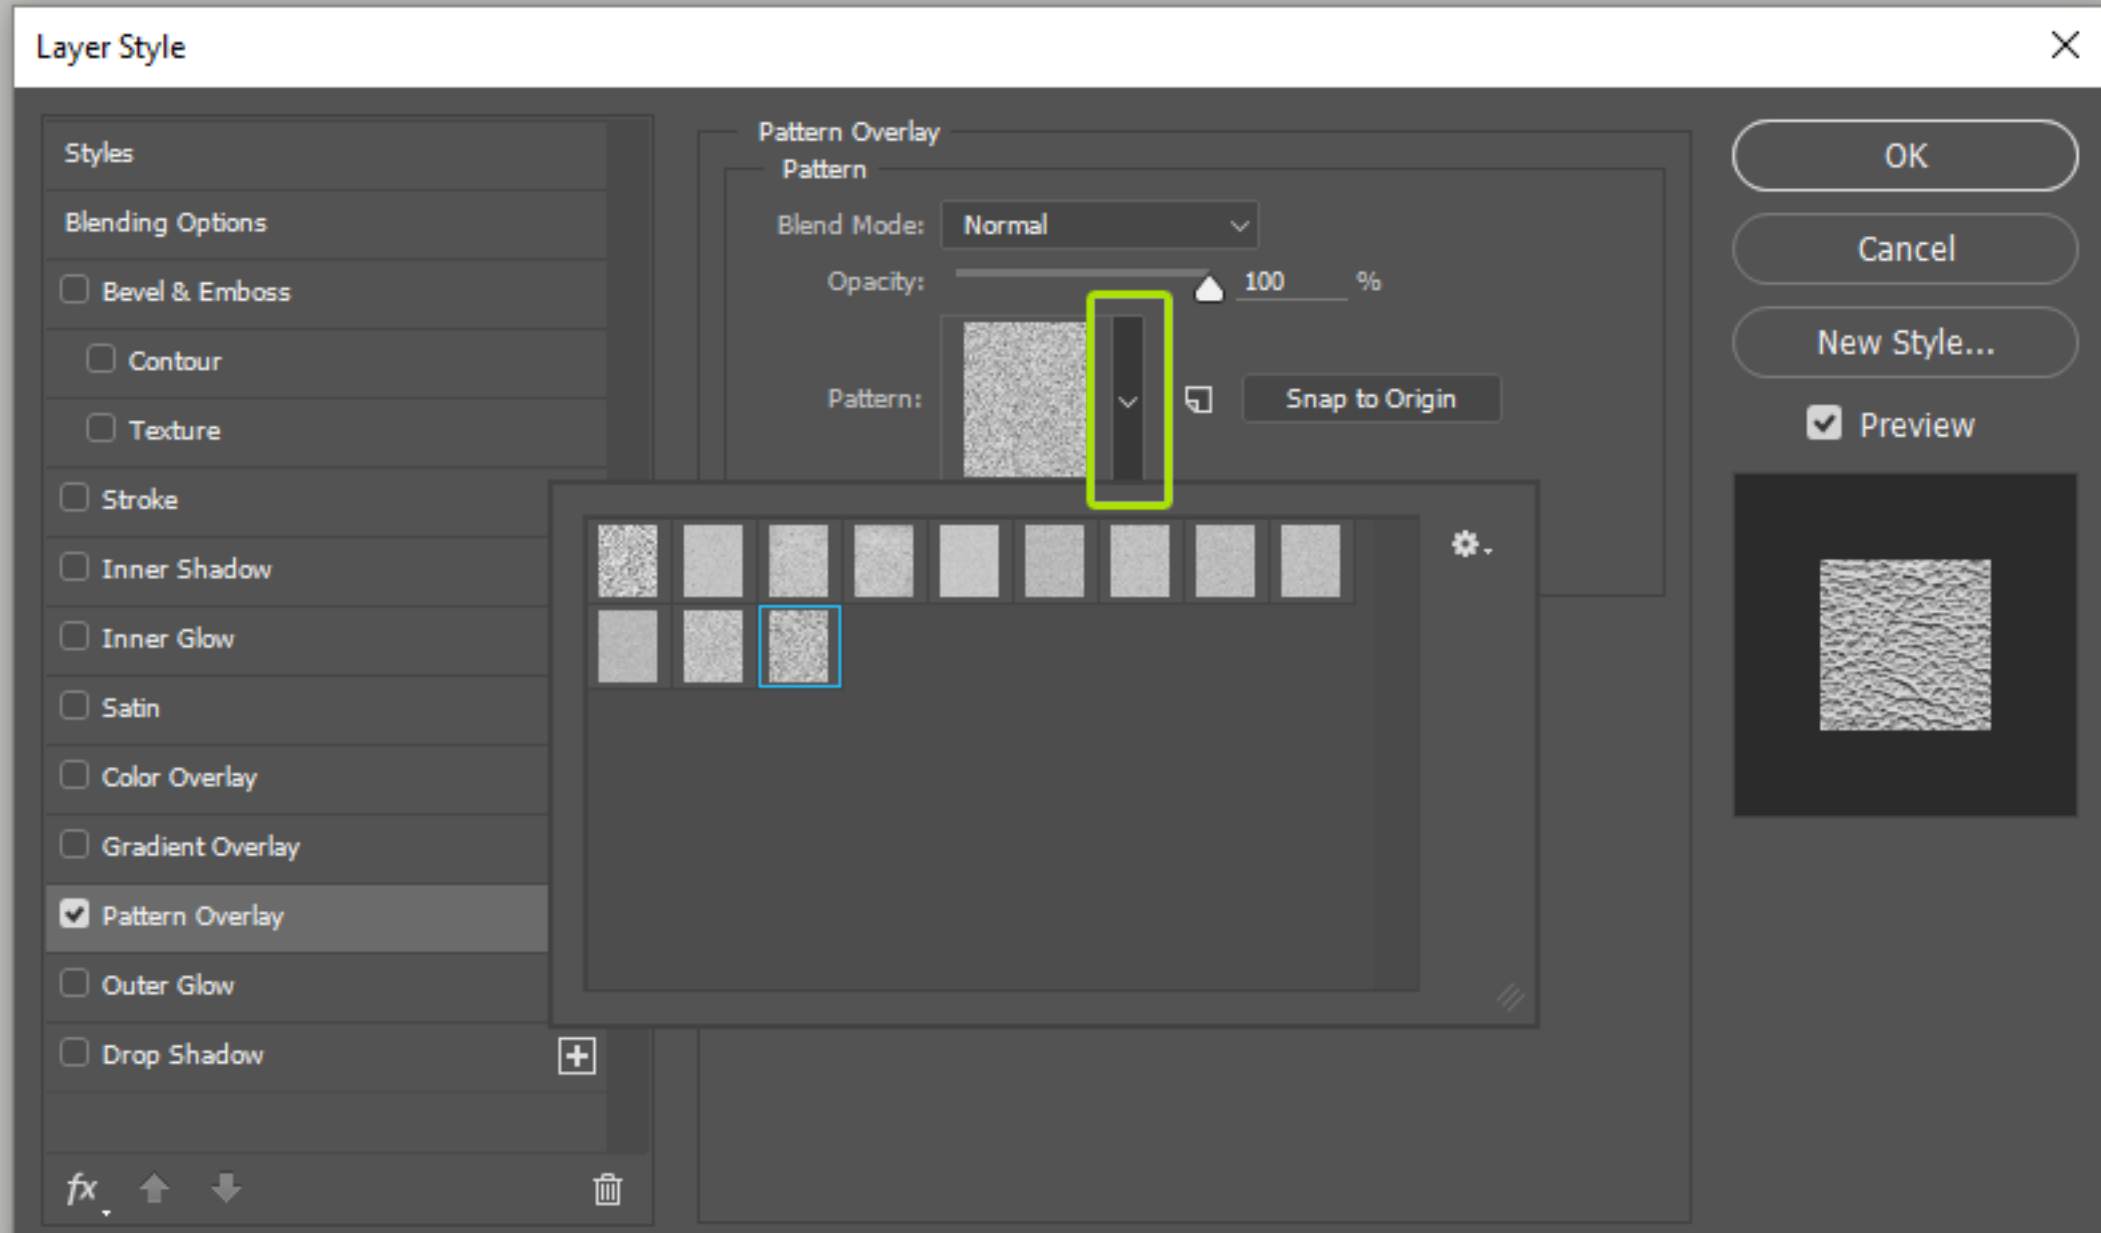 Layer Style
Styles
Blending Options
Bevel & Emboss
Contour
Texture
Stroke
Inner Shadow
Inner Glow
Satin
Color Overlay
Gradient Overlay
Pattern Overlay
Outer Glow
Drop Shadow
fx
Pattern Overlay
Pattern
Blend Mode: Normal
Opacity: 100 %
Pattern: Snap to Origin
OK
Cancel
New Style...
Preview